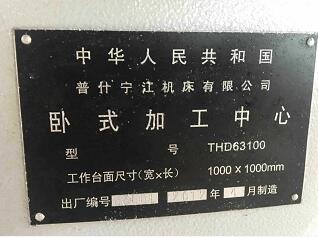 中华人民共和国
普什宁江机床有限公司
卧式加工中心
型 号 THD63100
工作台面尺寸(宽×长) 1000×1000mm
出厂编号 年 月制造